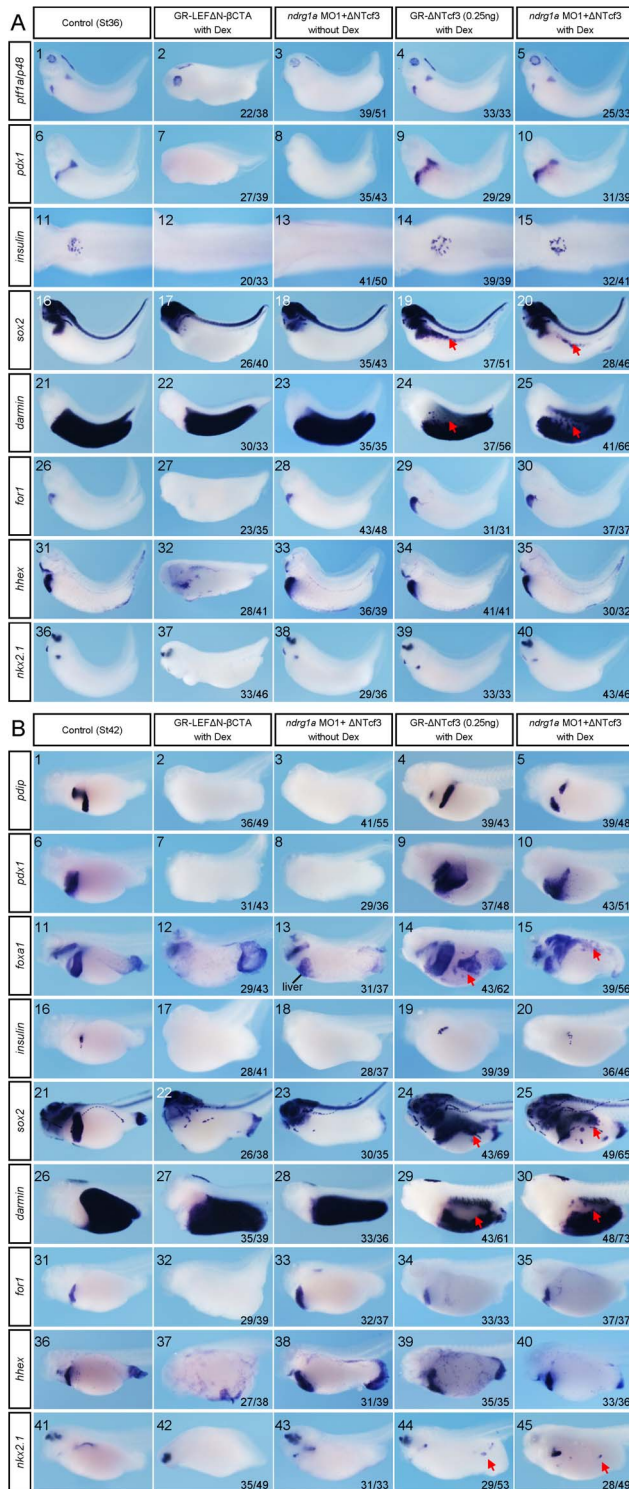 A
Control (St36)
GR-LEFΔN-βCTA
with Dex
ndrg1a MO1+ΔNTcf3
without Dex
GR-ΔNTcf3 (0.25ng)
with Dex
ndrg1a MO1+ΔNTcf3
with Dex
ptf1a/p48
1 2 3 4 5
22/38 39/51 33/33 25/33
pdx1
6 7 8 9 10
27/39 35/43 29/29 31/39
insulin
11 12 13 14 15
20/33 41/50 39/39 32/41
sox2
16 17 18 19 20
26/40 35/43 37/51 28/46
darmin
21 22 23 24 25
30/33 35/35 37/56 41/66
for1
26 27 28 29 30
23/35 43/48 31/31 37/37
hhex
31 32 33 34 35
28/41 36/39 41/41 30/32
nkx2.1
36 37 38 39 40
33/46 29/36 33/33 43/46
B
Control (St42)
GR-LEFΔN-βCTA
with Dex
ndrg1a MO1+ ΔNTcf3
without Dex
GR-ΔNTcf3 (0.25ng)
with Dex
ndrg1a MO1+ΔNTcf3
with Dex
pdip
1 2 3 4 5
36/49 41/55 39/43 39/48
pdx1
6 7 8 9 10
31/43 29/36 37/48 43/51
foxa1
11 12 13 14 15
liver
29/43 31/37 43/62 39/56
insulin
16 17 18 19 20
28/41 28/37 39/39 36/46
sox2
21 22 23 24 25
26/38 30/35 43/69 49/65
darmin
26 27 28 29 30
35/39 33/36 43/61 48/73
for1
31 32 33 34 35
29/39 32/37 33/33 37/37
hhex
36 37 38 39 40
27/38 31/39 35/35 33/36
nkx2.1
41 42 43 44 45
35/49 31/33 29/53 28/49